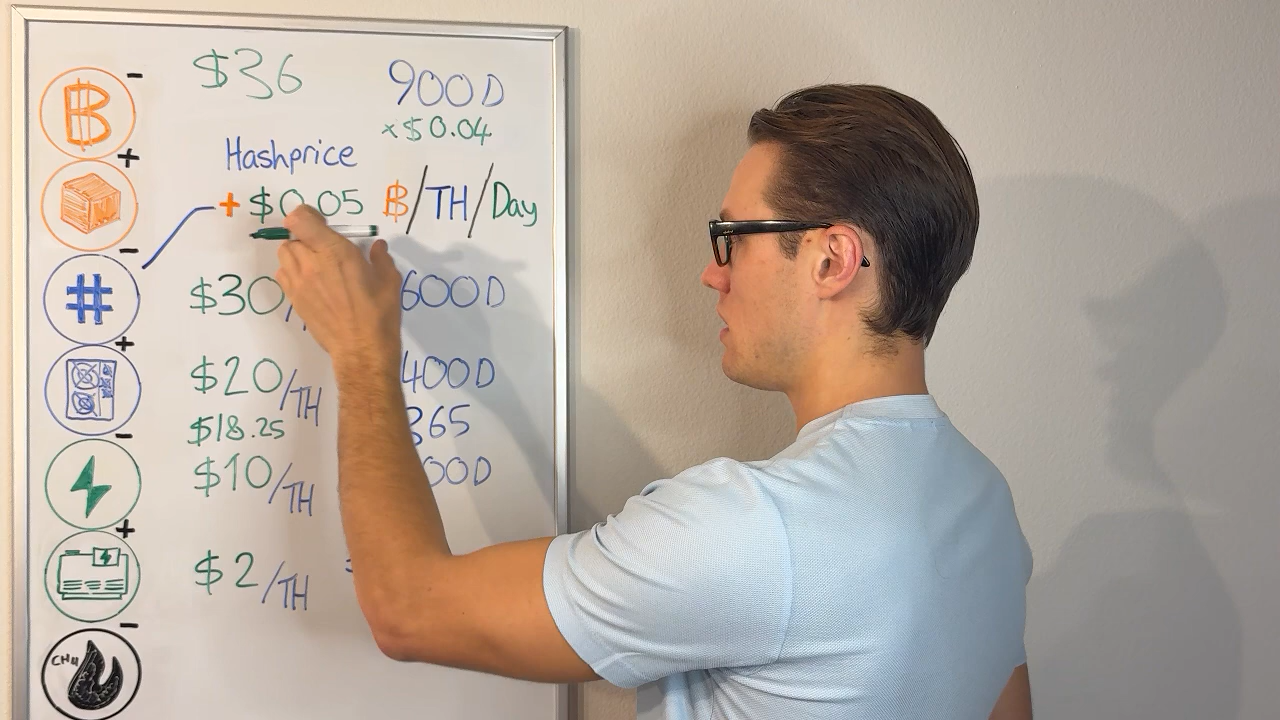 $36 900D
x$0.04
Hashprice
+ $0.05 ₿/TH/Day
#
$30/ 600D
$20/TH 400D
$18.25 365
$10/TH 00D
$2/TH
CH4